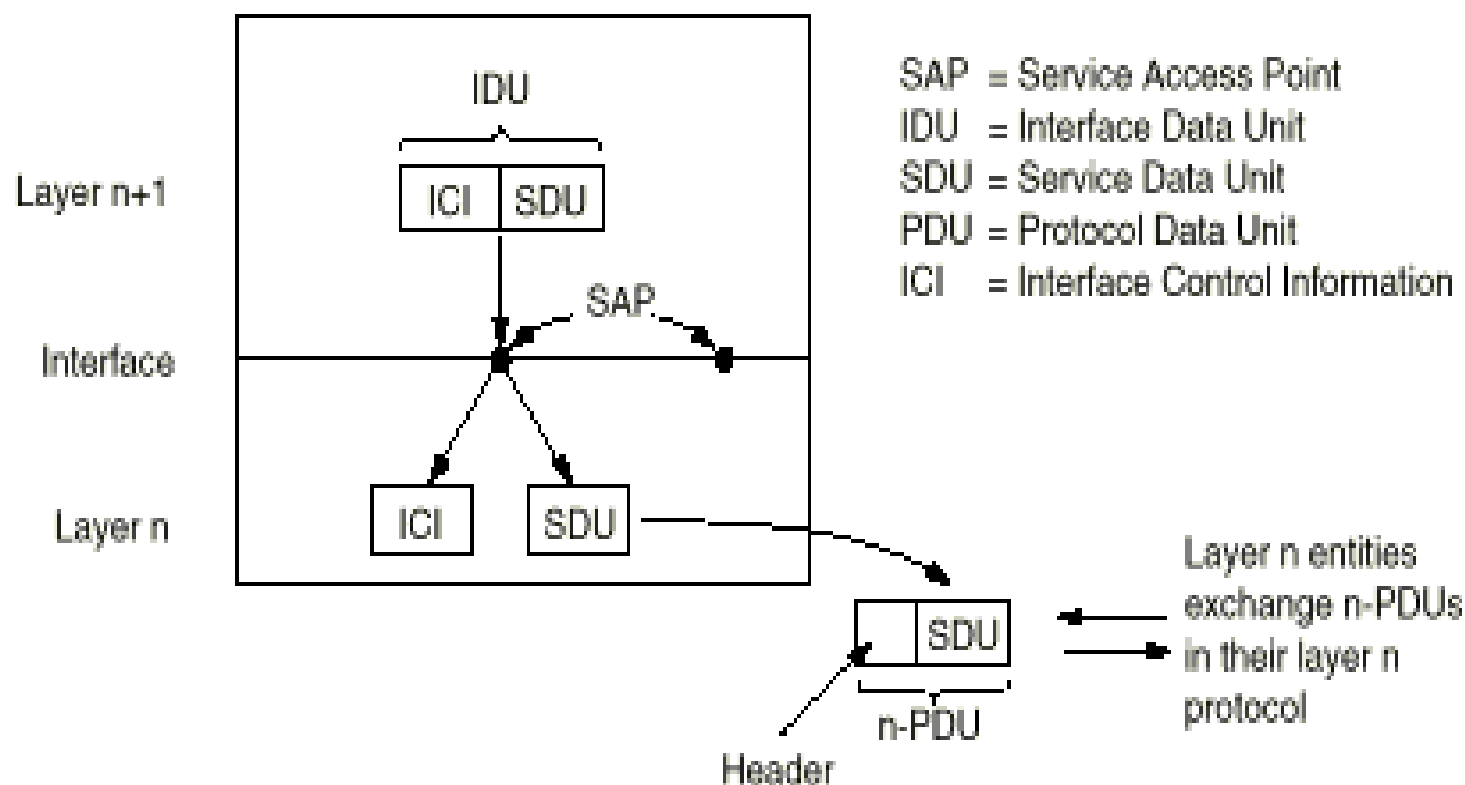 IDU
Layer n+1
ICI SDU
SAP
Interface
Layer n
ICI SDU
SAP = Service Access Point
IDU = Interface Data Unit
SDU = Service Data Unit
PDU = Protocol Data Unit
ICI = Interface Control Information
SDU
n-PDU
Header
Layer n entities
exchange n-PDUs
in their layer n
protocol